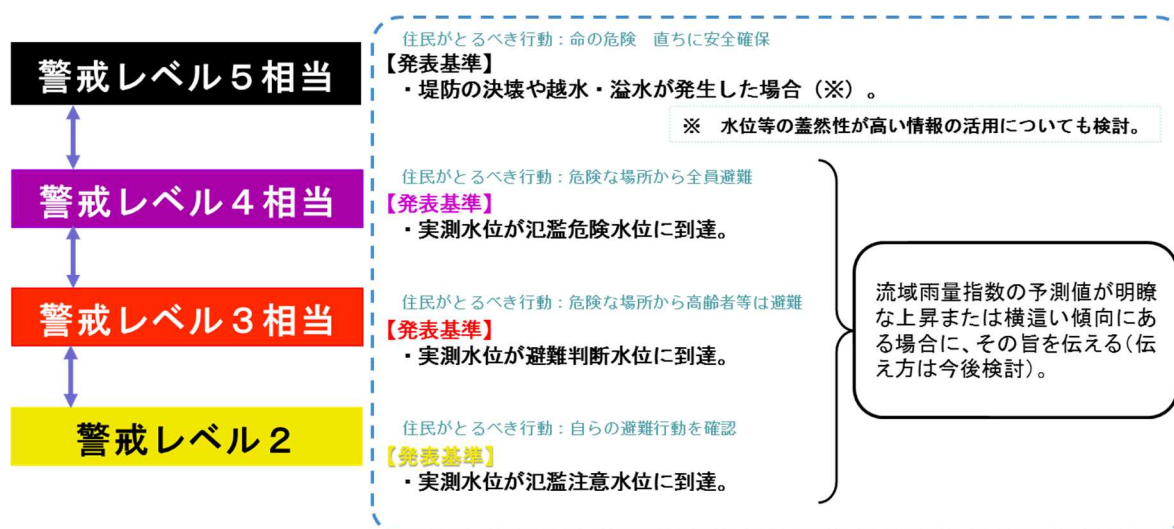 住民がとるべき行動：命の危険　直ちに安全確保
警戒レベル５相当
【発表基準】
・堤防の決壊や越水・溢水が発生した場合（※）。
※　水位等の蓋然性が高い情報の活用についても検討。
住民がとるべき行動：危険な場所から全員避難
警戒レベル４相当
【発表基準】
・実測水位が氾濫危険水位に到達。
住民がとるべき行動：危険な場所から高齢者等は避難
警戒レベル３相当
【発表基準】
・実測水位が避難判断水位に到達。
住民がとるべき行動：自らの避難行動を確認
警戒レベル２
【発表基準】
・実測水位が氾濫注意水位に到達。
流域雨量指数の予測値が明瞭
な上昇または横這い傾向にあ
る場合に、その旨を伝える（伝
え方は今後検討）。